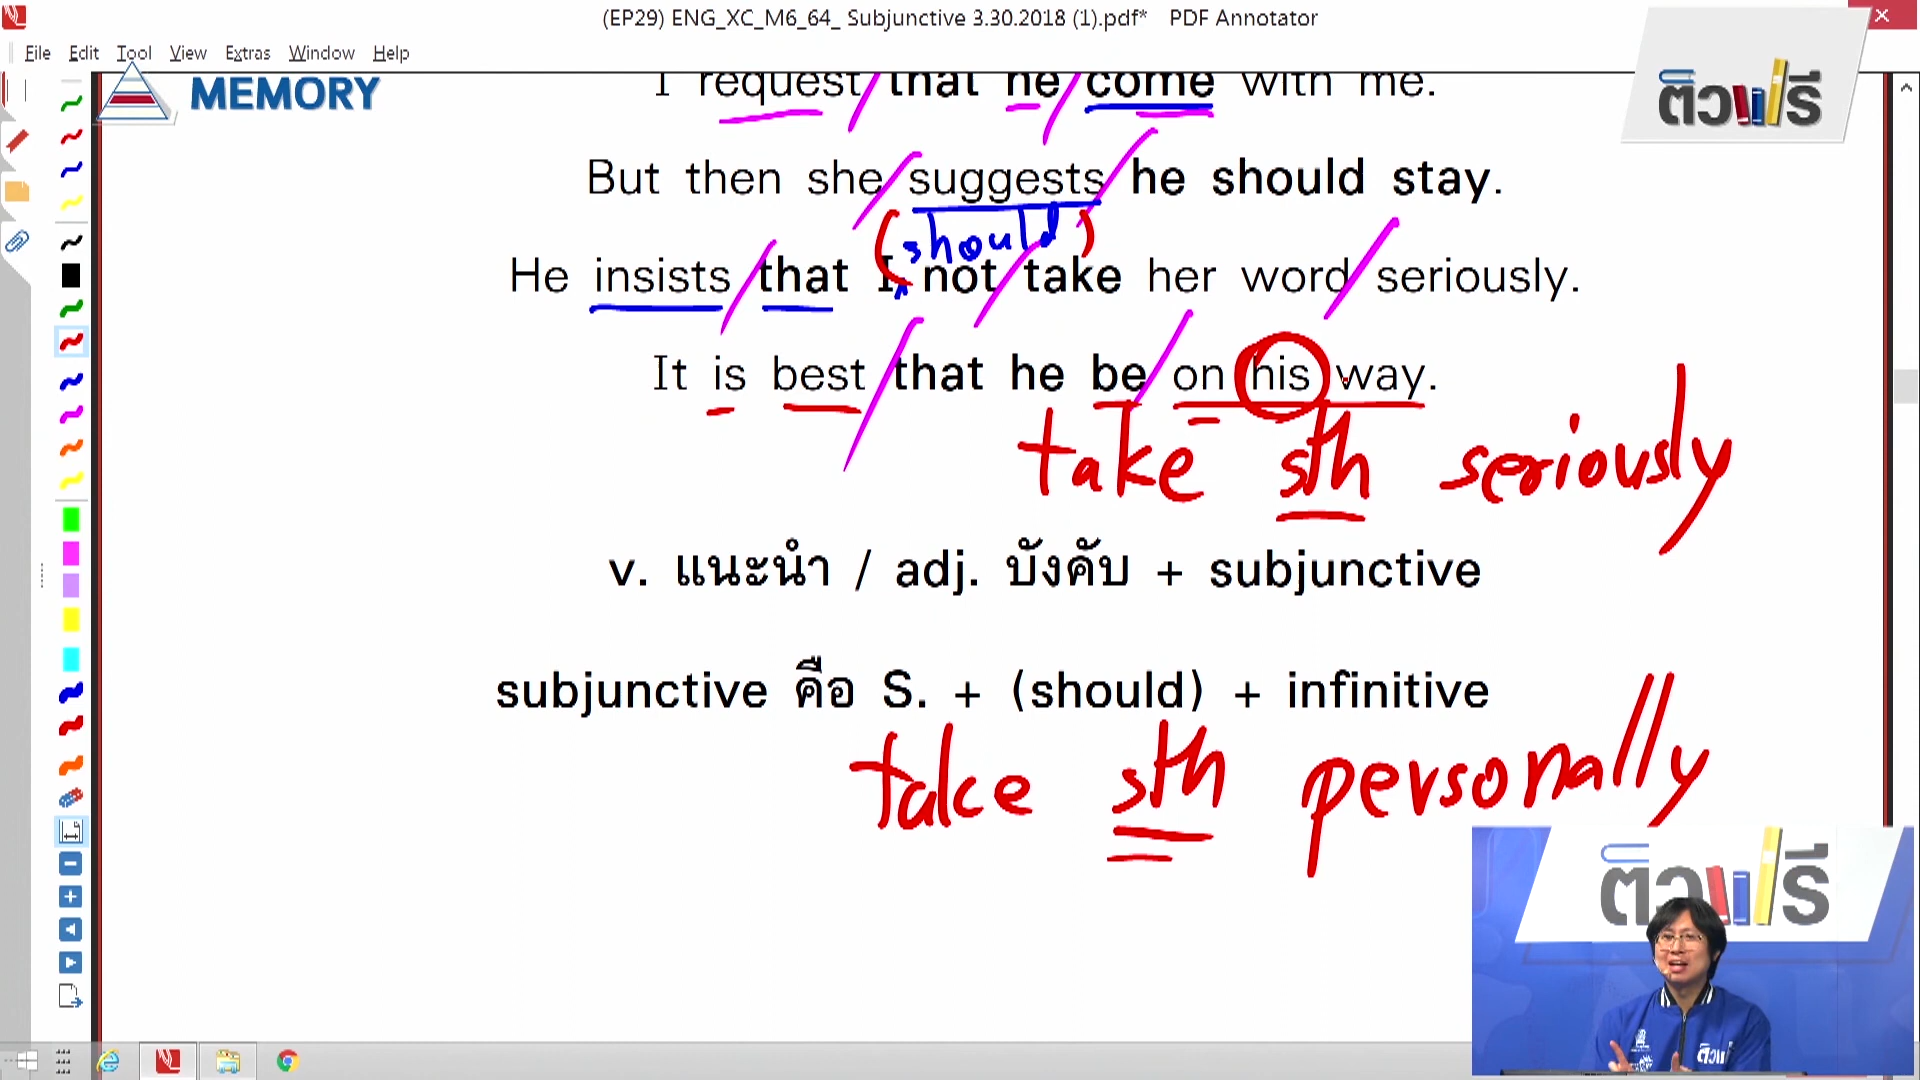 (EP29) ENG_XC_M6_64_ Subjunctive 3.30.2018 (1).pdf* PDF Annotator
File Edit Tool View Extras Window Help
MEMORY
ติวฟรี
I request that he come with me.
But then she suggests he should stay.
(should)
He insists that I not take her word seriously.
It is best that he be on his way.
take sth seriously
v. แนะนำ / adj. บังคับ + subjunctive
subjunctive คือ S. + (should) + infinitive
take sth personally
ติวฟรี